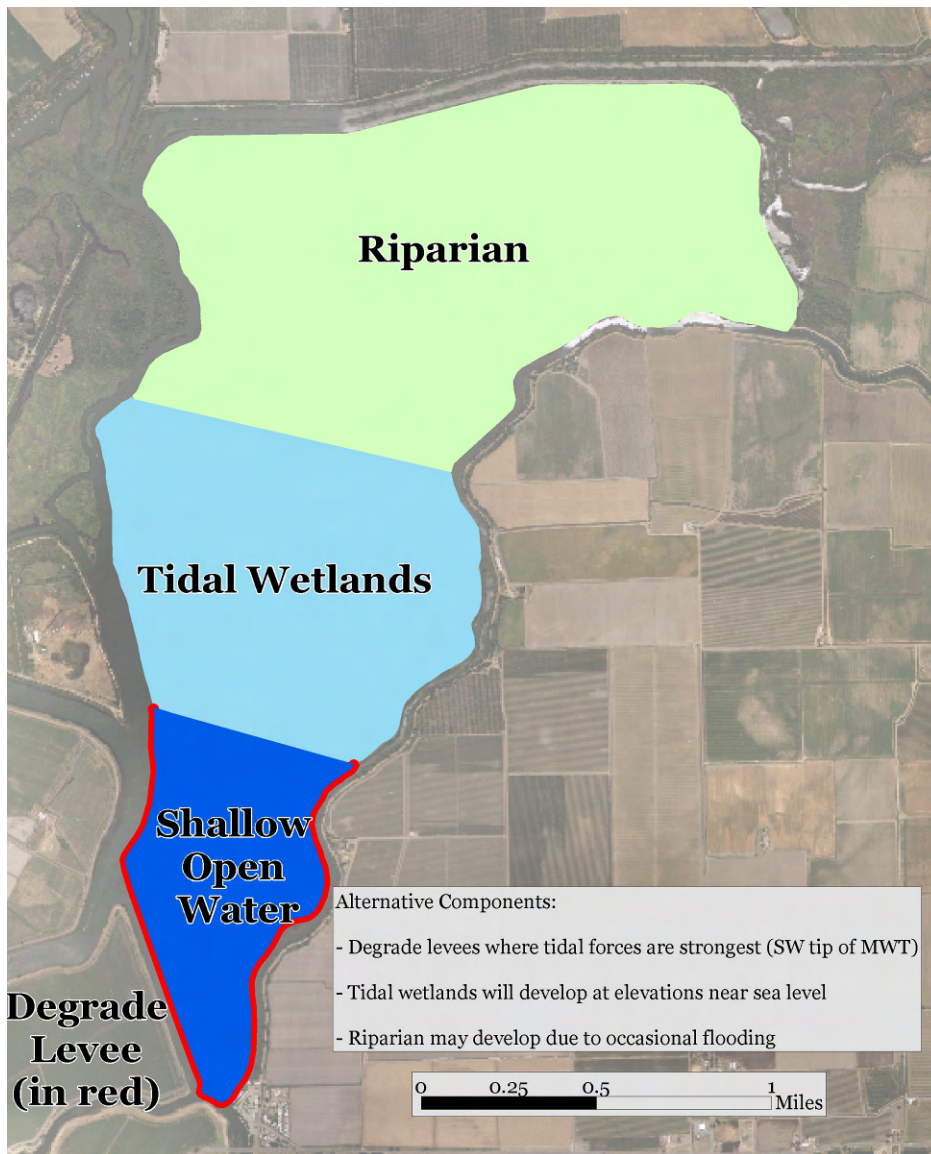 Riparian
Tidal Wetlands
Shallow
Open
Water
Degrade
Levee
(in red)
Alternative Components:
- Degrade levees where tidal forces are strongest (SW tip of MWT)
- Tidal wetlands will develop at elevations near sea level
- Riparian may develop due to occasional flooding
0 0.25 0.5 1
Miles